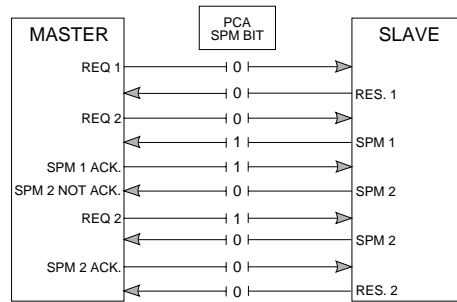 PCA
SPM BIT
MASTER
SLAVE
REQ 1
0
0
RES. 1
REQ 2
0
1
SPM 1
SPM 1 ACK.
1
SPM 2 NOT ACK.
0
SPM 2
REQ 2
1
0
SPM 2
SPM 2 ACK.
0
0
RES. 2